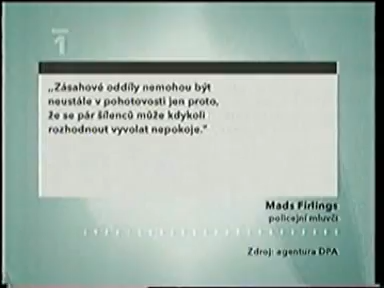 1
„Zásahové oddíly nemohou být
neustále v pohotovosti jen proto,
že se pár šílenců může kdykoli
rozhodnout vyvolat nepokoje."
Mads Firlings
policejní mluvčí
Zdroj: agentura DPA